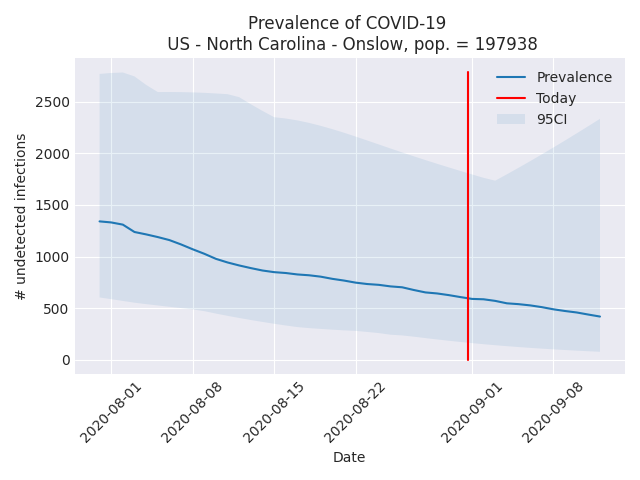 Prevalence of COVID-19
US - North Carolina - Onslow, pop. = 197938
Prevalence
Today
95CI
# undetected infections
2500
2000
1500
1000
500
0
2020-08-01
2020-08-08
2020-08-15
2020-08-22
2020-09-01
2020-09-08
Date